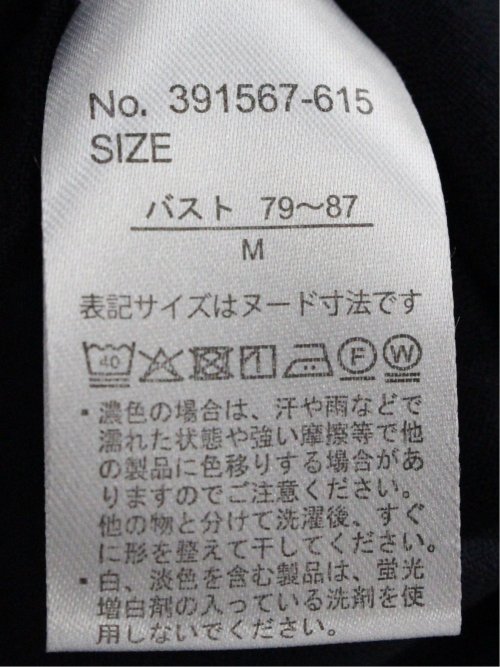 No. 391567-615
SIZE
バスト 79〜87
M
表記サイズはヌード寸法です
40 F W
・濃色の場合は、汗や雨などで
濡れた状態や強い摩擦等で他
の製品に色移りする場合があ
りますのでご注意ください。
他の物と分けて洗濯後、すぐ
に形を整えて干してください。
・白、淡色を含む製品は、蛍光
増白剤の入っている洗剤を使
用しないでください。